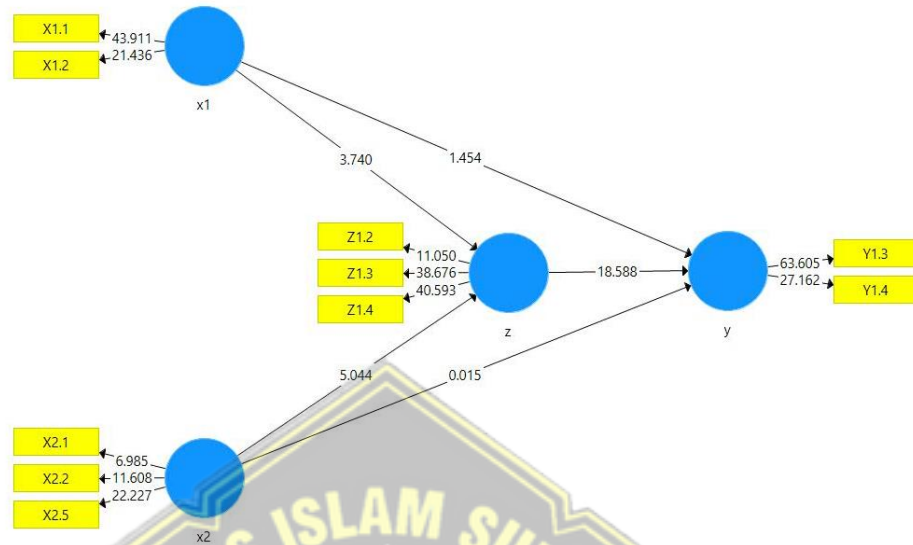 X1.1
43.911
21.436
X1.2
x1
3.740
1.454
Z1.2
11.050
Z1.3
38.676
Z1.4
40.593
z
18.588
y
63.605
Y1.3
27.162
Y1.4
5.044
0.015
X2.1
6.985
X2.2
11.608
X2.5
22.227
x2
ISLAM